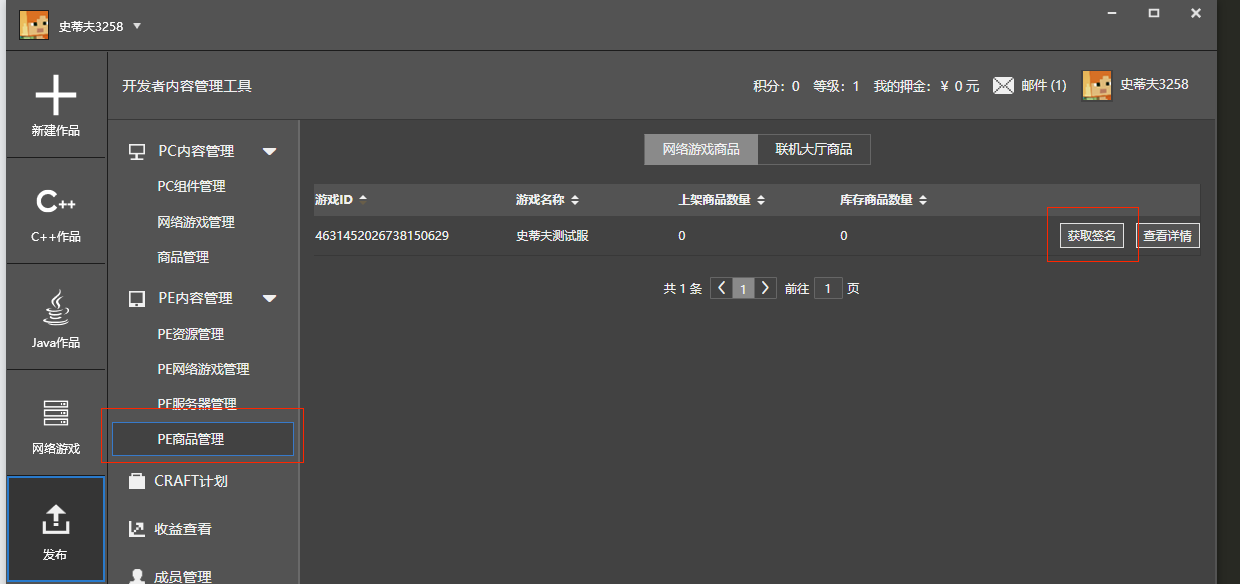 史蒂夫3258
新建作品
C++作品
Java作品
网络游戏
发布
开发者内容管理工具
积分：0 等级：1 我的押金：¥ 0 元 邮件 (1) 史蒂夫3258
PC内容管理
PC组件管理
网络游戏管理
商品管理
PE内容管理
PE资源管理
PE网络游戏管理
PE服务器管理
PE商品管理
CRAFT计划
收益查看
成员管理
网络游戏商品 联机大厅商品
游戏ID 游戏名称 上架商品数量 库存商品数量
4631452026738150629 史蒂夫测试服 0 0 获取签名 查看详情
共 1 条 1 前往 1 页